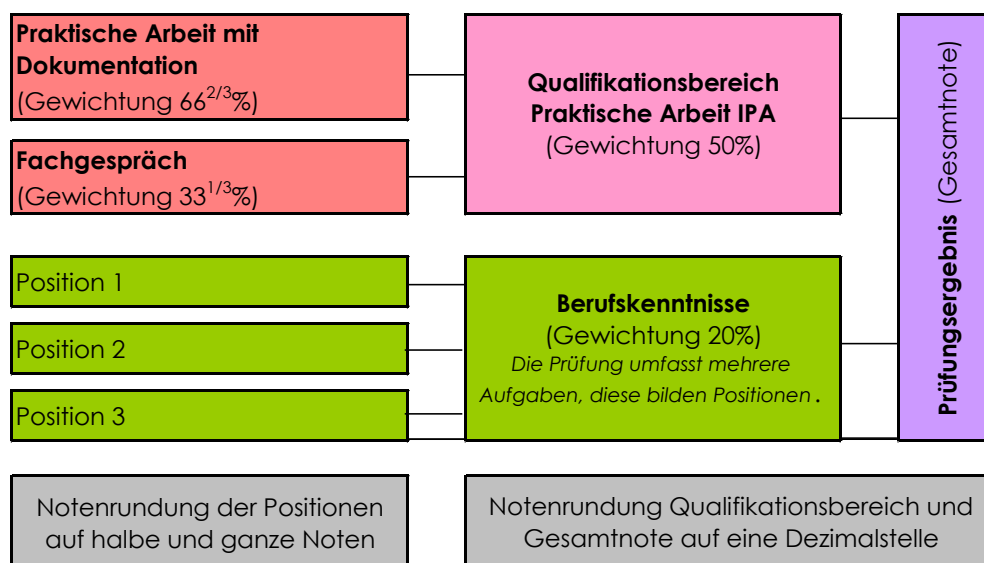 Praktische Arbeit mit
Dokumentation
(Gewichtung 66^2/3%)
Fachgespräch
(Gewichtung 33^1/3%)
Qualifikationsbereich
Praktische Arbeit IPA
(Gewichtung 50%)
Position 1
Position 2
Position 3
Berufskenntnisse
(Gewichtung 20%)
Die Prüfung umfasst mehrere
Aufgaben, diese bilden Positionen.
Prüfungsergebnis (Gesamtnote)
Notenrundung der Positionen
auf halbe und ganze Noten
Notenrundung Qualifikationsbereich und
Gesamtnote auf eine Dezimalstelle